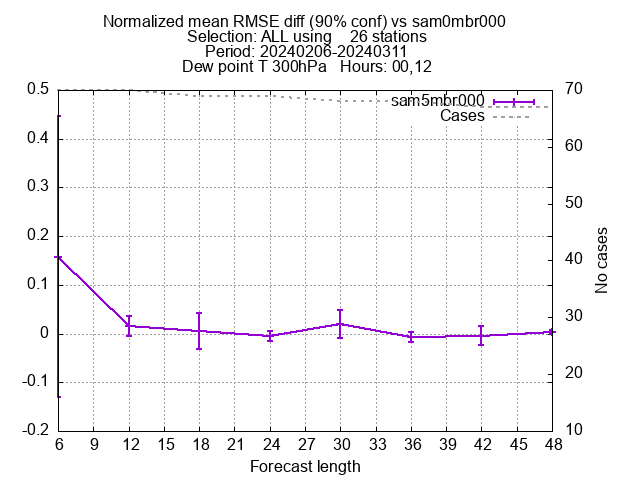 Normalized mean RMSE diff (90% conf) vs sam0mbr000
Selection: ALL using    26 stations
Period: 20240206-20240311
Dew point T 300hPa   Hours: 00,12
sam5mbr000
Cases
0.5
0.4
0.3
0.2
0.1
0
-0.1
-0.2
70
60
50
40
30
20
10
No cases
6 9 12 15 18 21 24 27 30 33 36 39 42 45 48
Forecast length